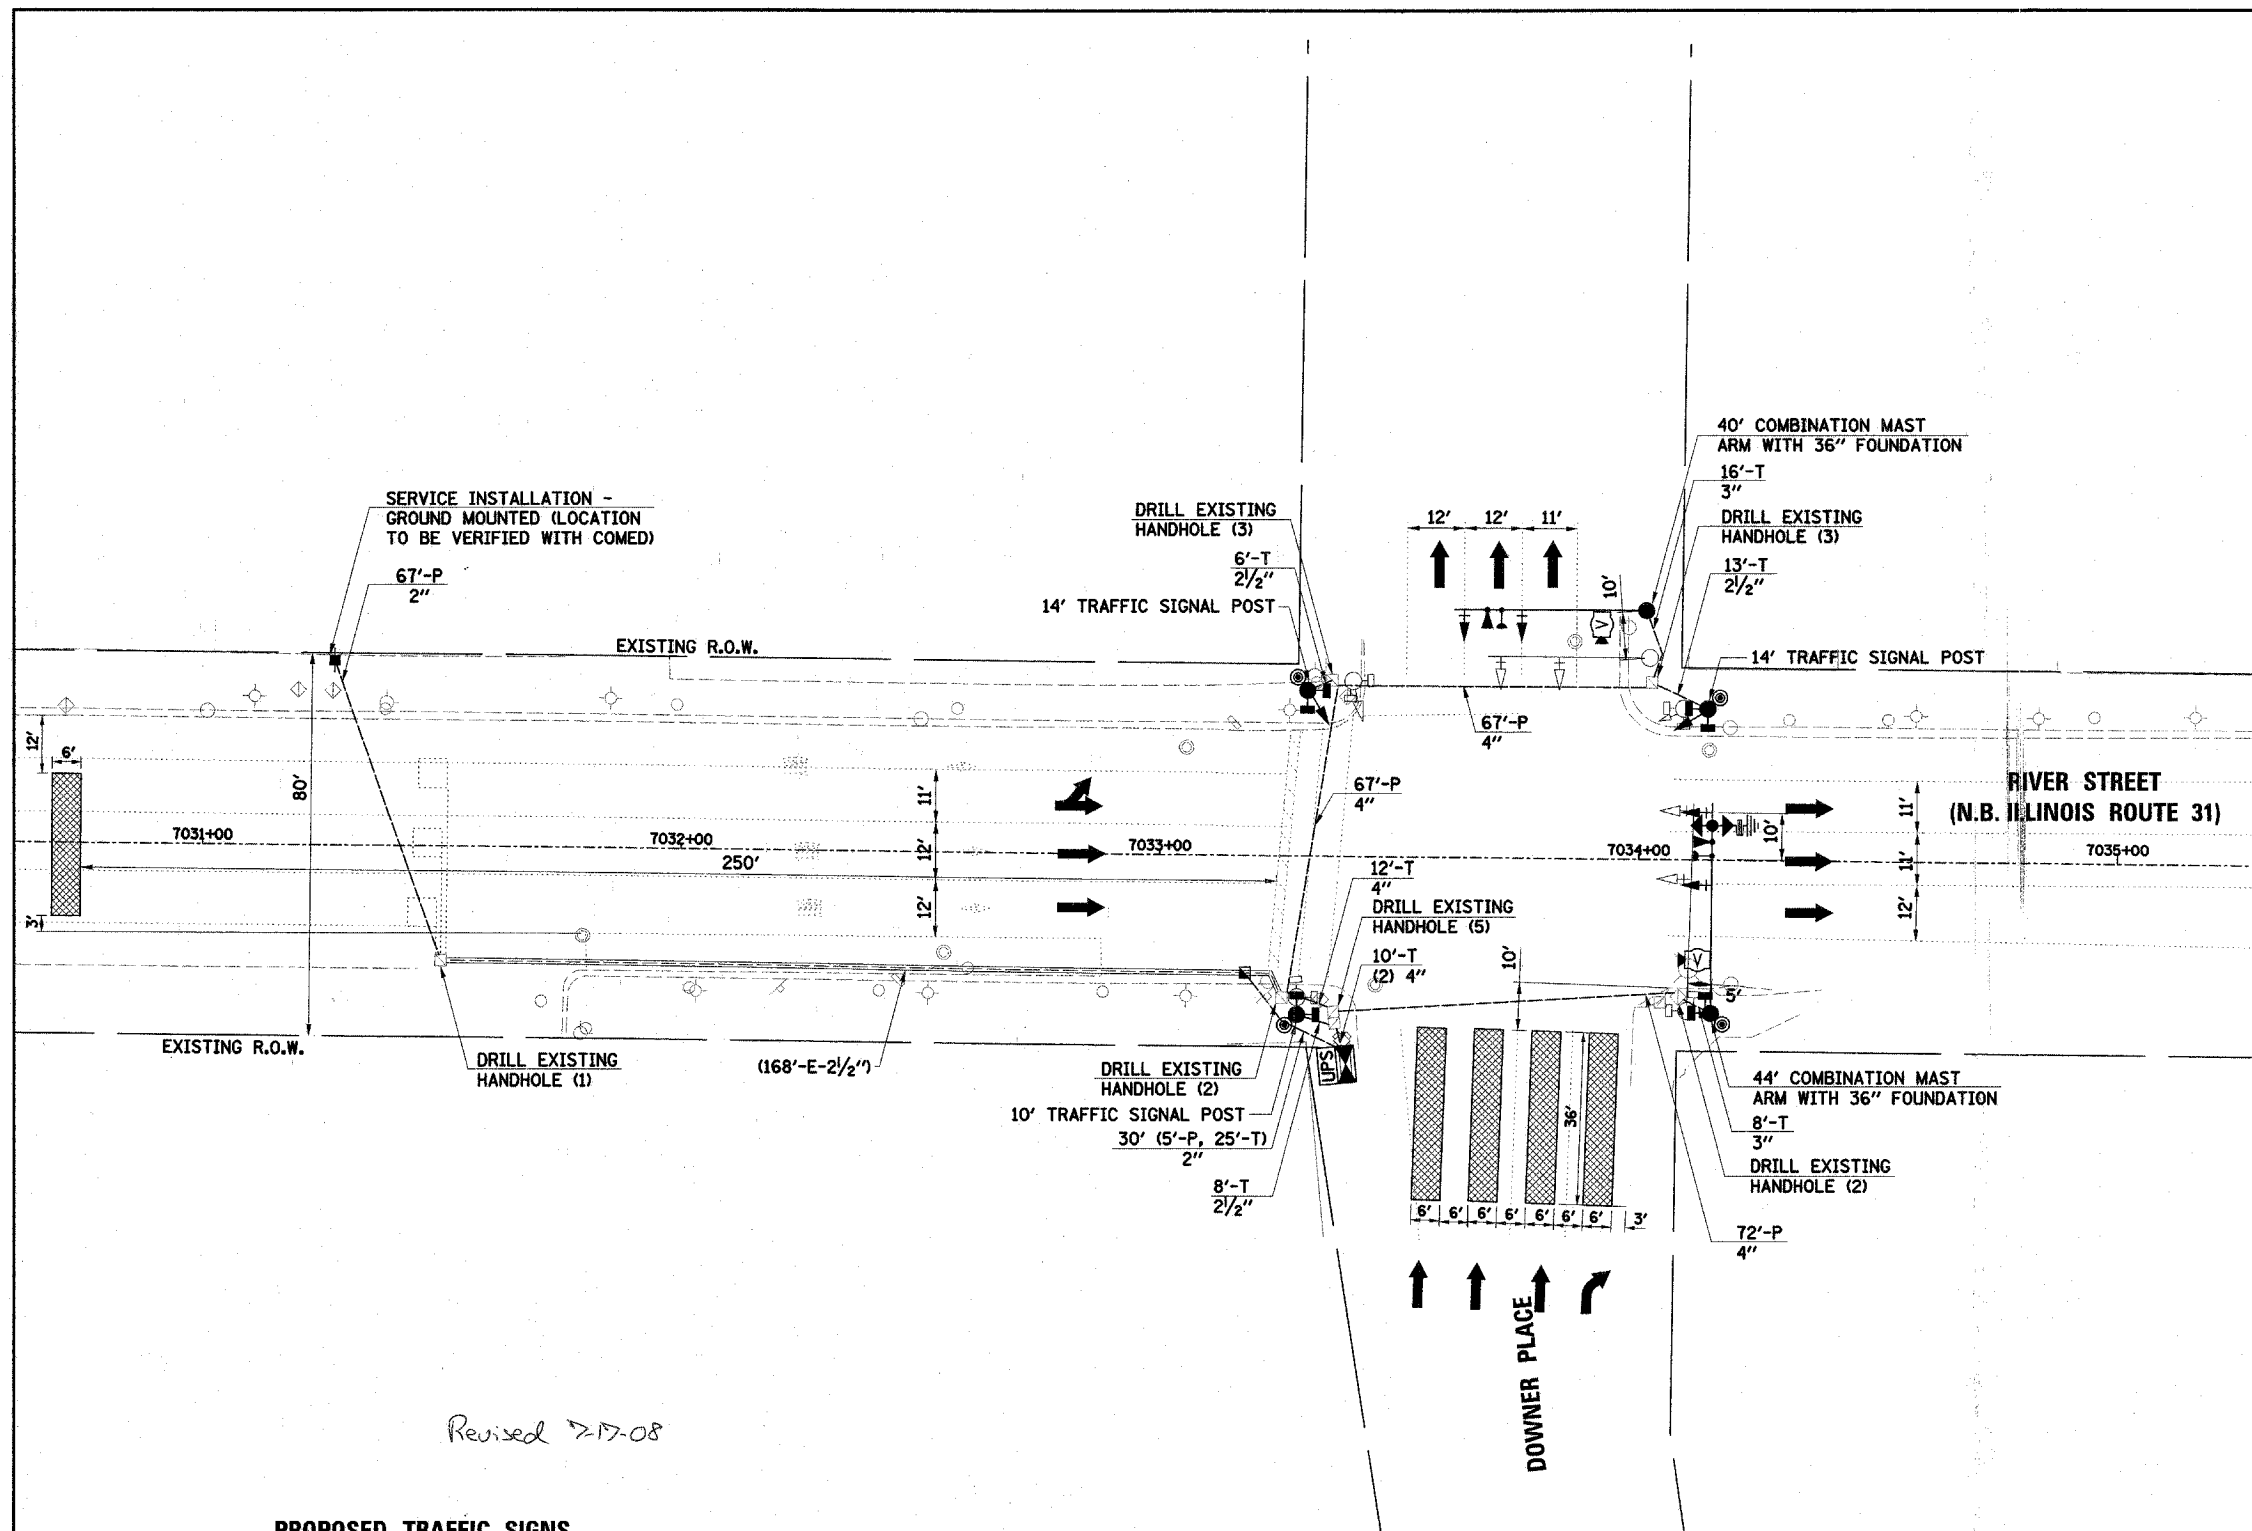 40' COMBINATION MAST
ARM WITH 36" FOUNDATION
16'-T
3"
DRILL EXISTING
HANDHOLE (3)
13'-T
2½"
14' TRAFFIC SIGNAL POST
SERVICE INSTALLATION -
GROUND MOUNTED (LOCATION
TO BE VERIFIED WITH COMED)
67'-P
2"
DRILL EXISTING
HANDHOLE (3)
6'-T
2½"
14' TRAFFIC SIGNAL POST
12'
12'
11'
10'
V
EXISTING R.O.W.
67'-P
4"
67'-P
4"
12'
6'
3'
80'
7031+00
7032+00
250'
11'
12'
12'
7033+00
7034+00
10'
11'
11'
12'
7035+00
RIVER STREET
(N.B. ILLINOIS ROUTE 31)
12'-T
4"
DRILL EXISTING
HANDHOLE (5)
10'-T
(2) 4"
10'
V
5'
EXISTING R.O.W.
DRILL EXISTING
HANDHOLE (1)
(168'-E-2½")
DRILL EXISTING
HANDHOLE (2)
10' TRAFFIC SIGNAL POST
30' (5'-P, 25'-T)
2"
8'-T
2½"
UPS
36'
6'
6'
6'
6'
6'
6'
6'
3'
44' COMBINATION MAST
ARM WITH 36" FOUNDATION
8'-T
3"
DRILL EXISTING
HANDHOLE (2)
72'-P
4"
DOWNER PLACE
Revised 7-17-08
PROPOSED TRAFFIC SIGNS